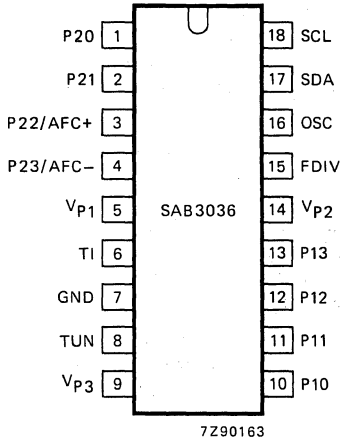 P20 1 18 SCL
P21 2 17 SDA
P22/AFC+ 3 16 OSC
P23/AFC− 4 15 FDIV
VP1 5 SAB3036 14 VP2
TI 6 13 P13
GND 7 12 P12
TUN 8 11 P11
VP3 9 10 P10
7Z90163